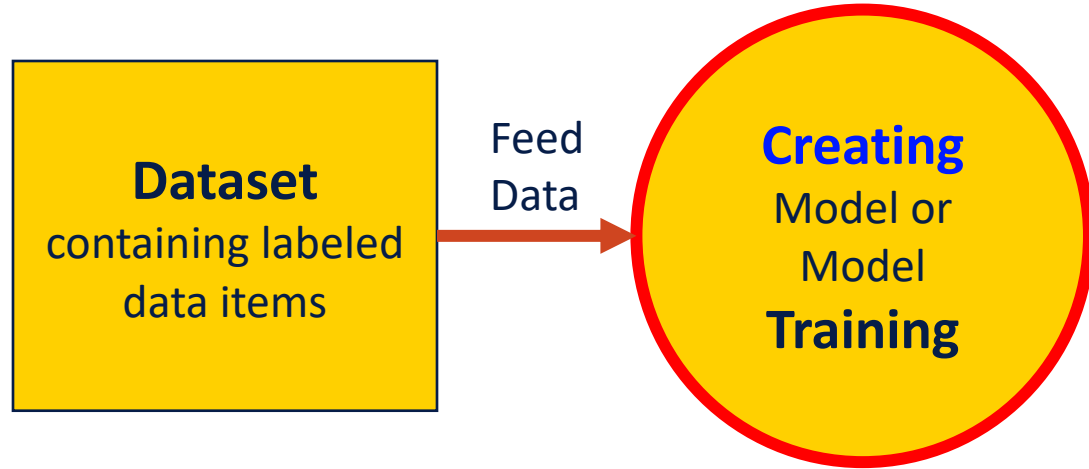 Dataset
containing labeled
data items
Feed
Data
Creating
Model or
Model
Training